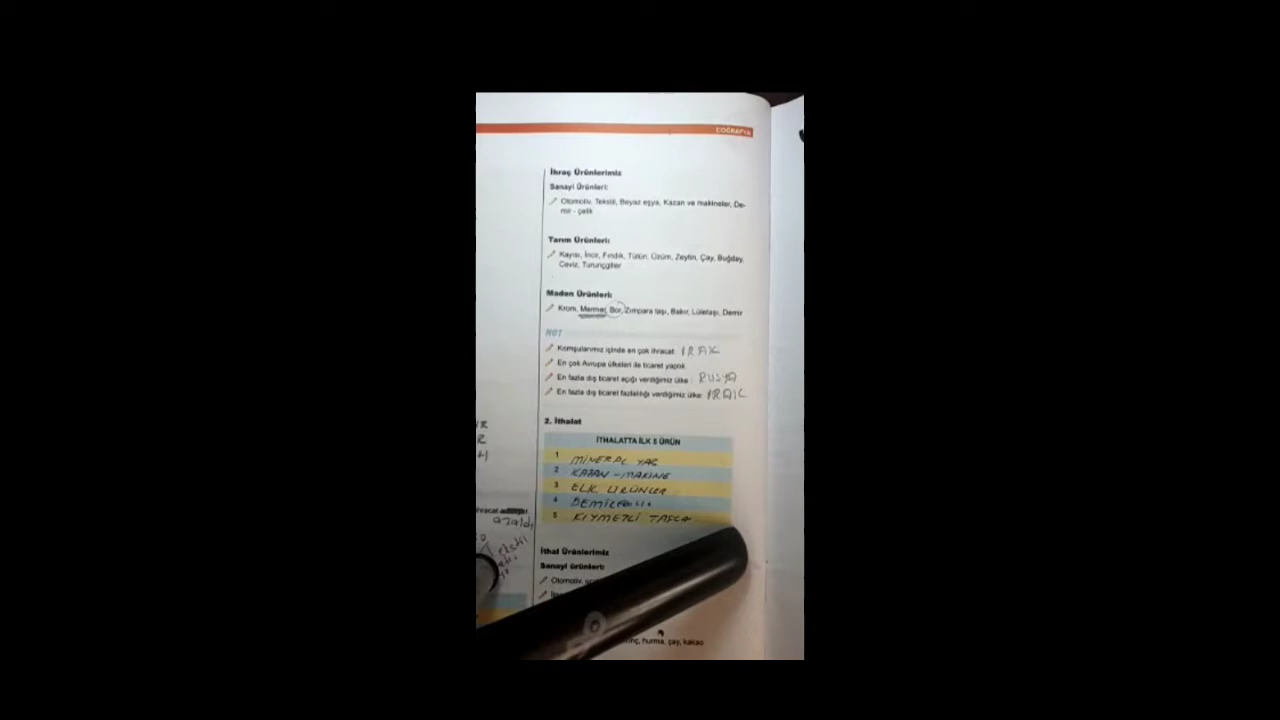 COĞRAFYA
İhraç Ürünlerimiz
Sanayi Ürünleri:
Otomotiv, Tekstil, Beyaz eşya, Kazan ve makineler, De-
mir - çelik
Tarım Ürünleri:
Kayısı, İncir, Fındık, Tütün, Üzüm, Zeytin, Çay, Buğday,
Ceviz, Turunçgiller
Maden Ürünleri:
Krom, Mermer, Bor, Zımpara taşı, Bakır, Lületaşı, Demir
NOT
Komşularımız içinde en çok ihracat: IRAK
En çok Avrupa ülkeleri ile ticaret yaptık
En fazla dış ticaret açığı verdiğimiz ülke : RUSYA
En fazla dış ticaret fazlalığı verdiğimiz ülke: IRAK
2. İthalat
İTHALATTA İLK 5 ÜRÜN
1 MİNERAL YAĞ
2 KAZAN - MAKİNE
3 ELK ÜRÜNLER
4
5 KIYMETLİ
ihracat
azaldı
İthal Ürünlerimiz
Sanayi ürünleri:
Otomotiv,
hurma, çay, kakao